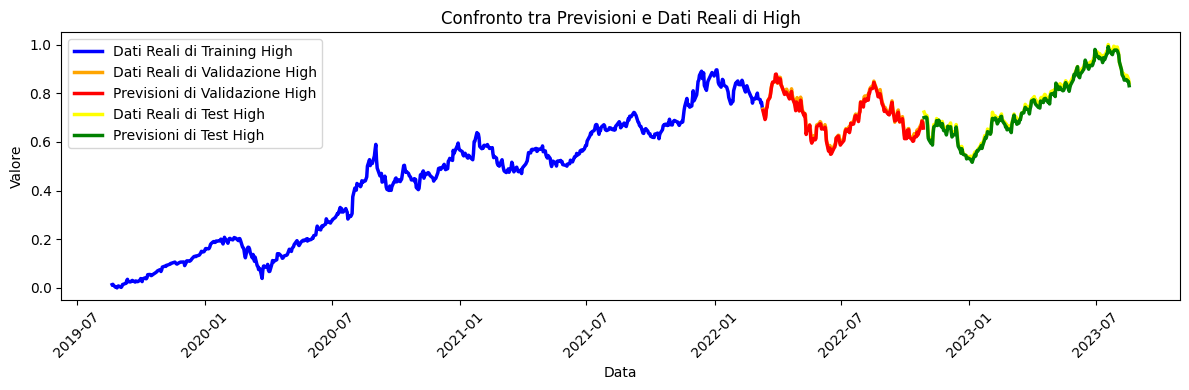 Confronto tra Previsioni e Dati Reali di High
Dati Reali di Training High
Dati Reali di Validazione High
Previsioni di Validazione High
Dati Reali di Test High
Previsioni di Test High
Valore
1.0
0.8
0.6
0.4
0.2
0.0
2019-07
2020-01
2020-07
2021-01
2021-07
2022-01
2022-07
2023-01
2023-07
Data